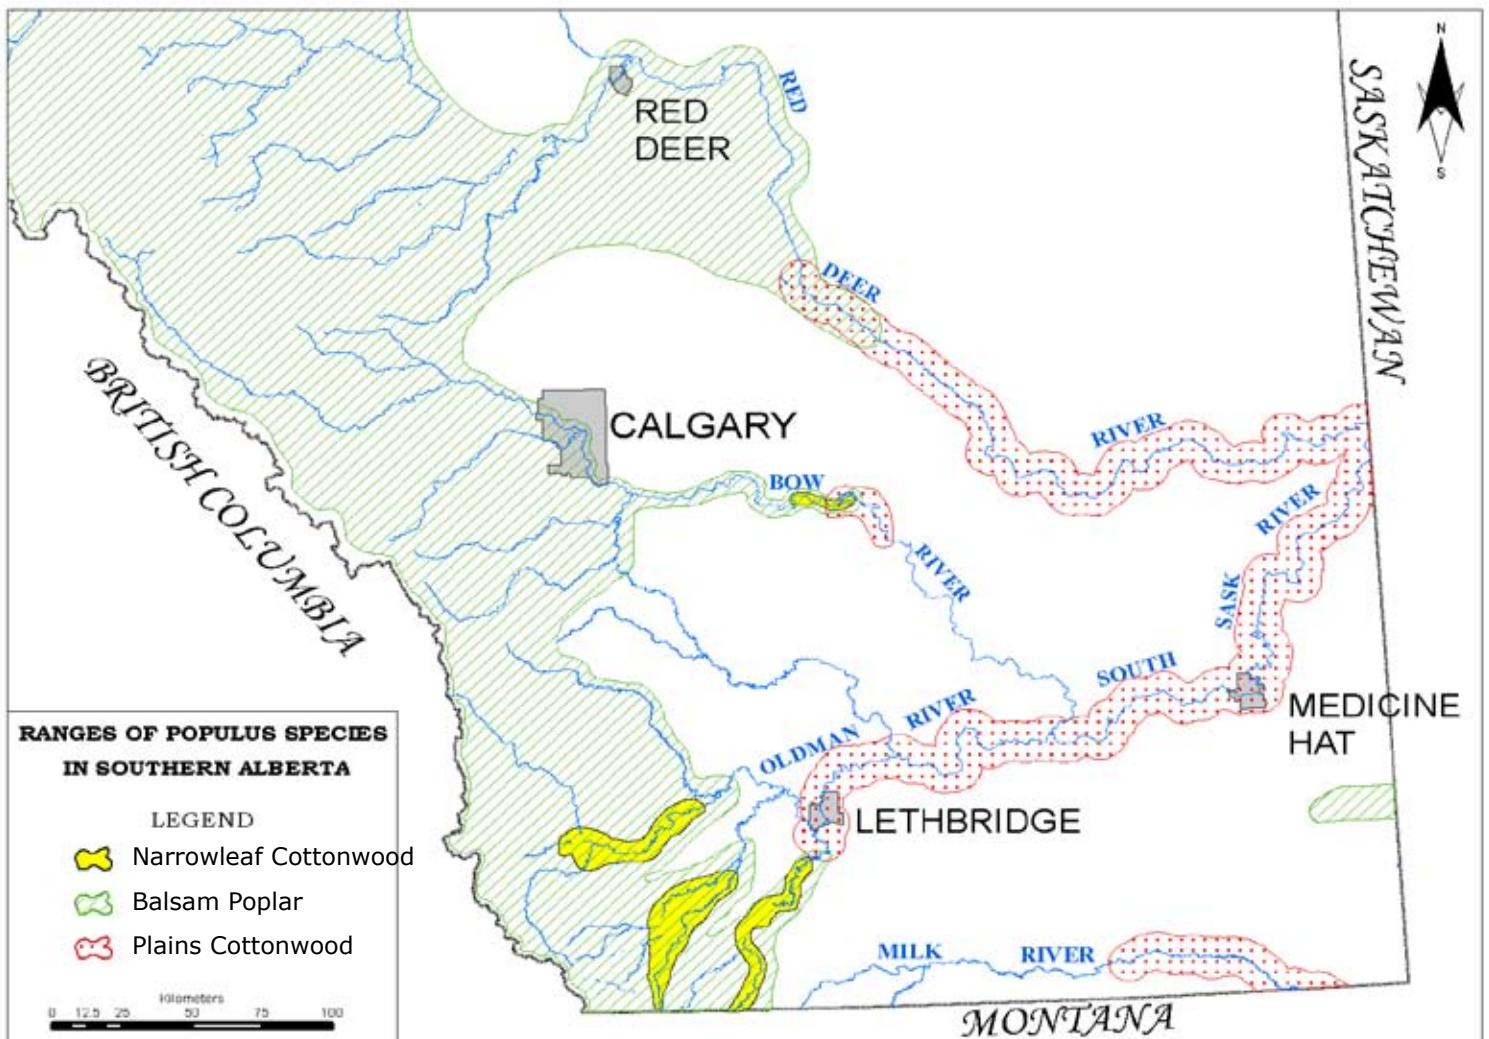 N
S
SASKATCHEWAN
RED
RED
DEER
DEER
BRITISH COLUMBIA
CALGARY
RIVER
BOW
RIVER
RIVER
SASK
SOUTH
RIVER
OLDMAN
MEDICINE
HAT
LETHBRIDGE
MILK
RIVER
MONTANA
RANGES OF POPULUS SPECIES
IN SOUTHERN ALBERTA
LEGEND
Narrowleaf Cottonwood
Balsam Poplar
Plains Cottonwood
Kilometers
0 12.5 25 50 75 100